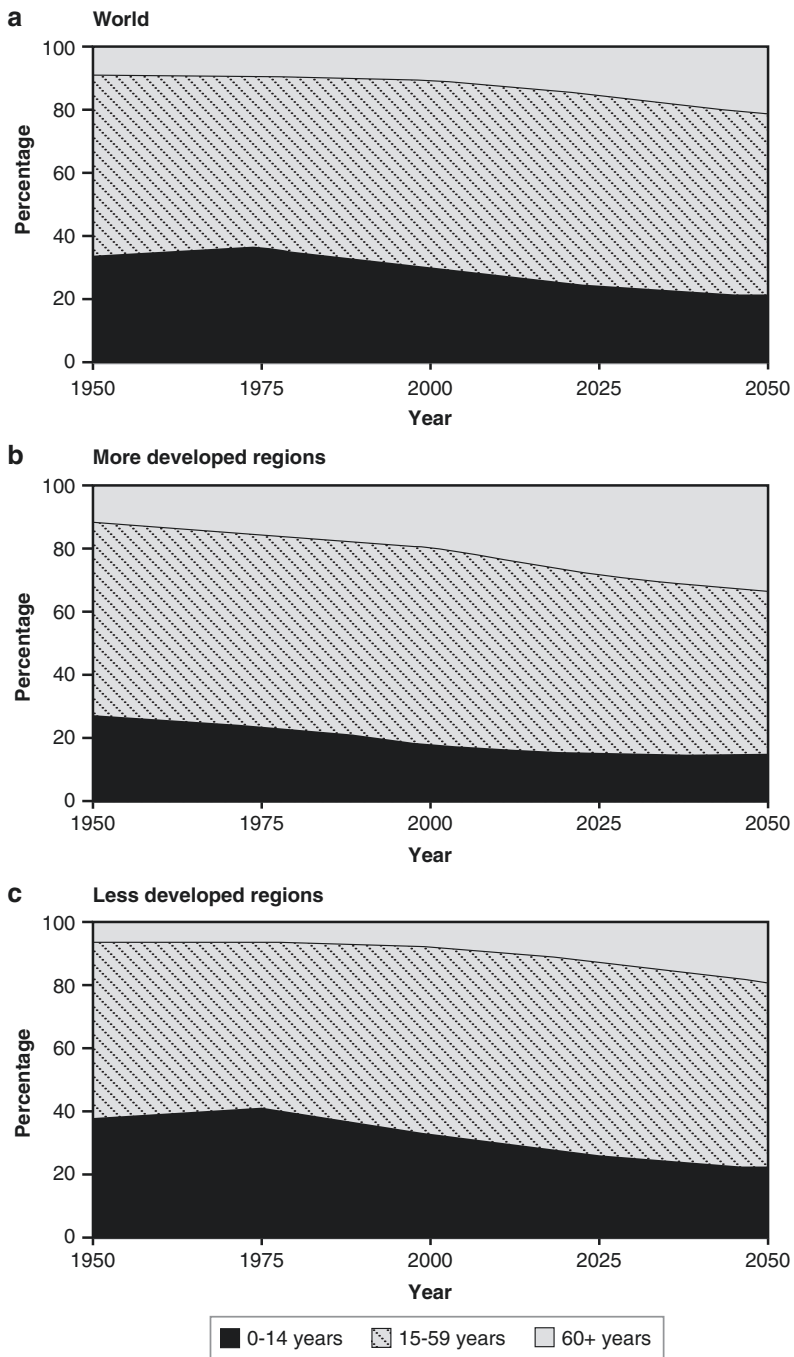 a World
100
80
60
40
20
0
Percentage
1950 1975 2000 2025 2050
Year
b More developed regions
100
80
60
40
20
0
Percentage
1950 1975 2000 2025 2050
Year
c Less developed regions
100
80
60
40
20
0
Percentage
1950 1975 2000 2025 2050
Year
0-14 years 15-59 years 60+ years